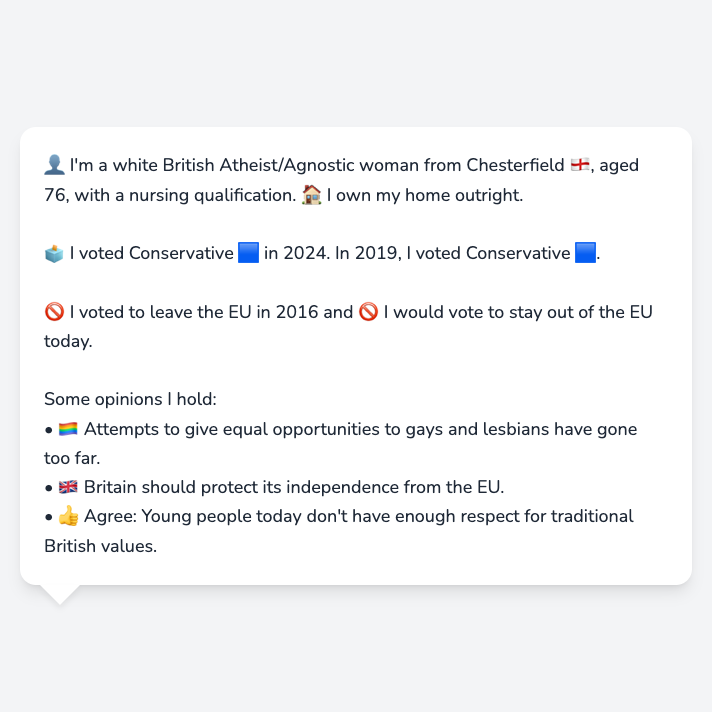 👤 I'm a white British Atheist/Agnostic woman from Chesterfield 🏴󠁧󠁢󠁥󠁮󠁧󠁿, aged
76, with a nursing qualification. 🏠 I own my home outright.
🗳️ I voted Conservative 🟦 in 2024. In 2019, I voted Conservative 🟦.
🚫 I voted to leave the EU in 2016 and 🚫 I would vote to stay out of the EU
today.
Some opinions I hold:
• 🏳️‍🌈 Attempts to give equal opportunities to gays and lesbians have gone
too far.
• 🇬🇧 Britain should protect its independence from the EU.
• 👍 Agree: Young people today don't have enough respect for traditional
British values.